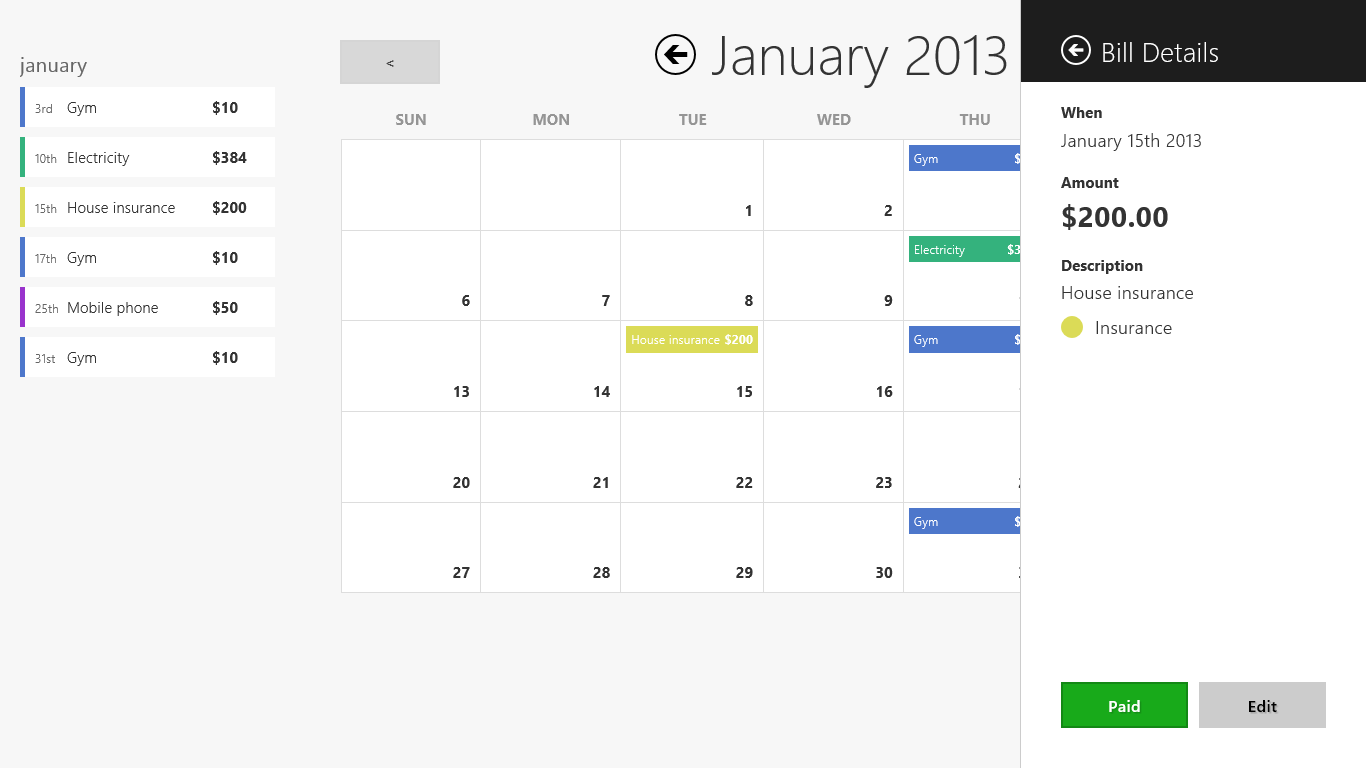 january
3rd Gym $10
10th Electricity $384
15th House insurance $200
17th Gym $10
25th Mobile phone $50
31st Gym $10
<
January 2013
SUN MON TUE WED THU
Gym $
1 2
Electricity $3
6 7 8 9
House insurance $200 Gym $
13 14 15 16
20 21 22 23
Gym $
27 28 29 30
Bill Details
When
January 15th 2013
Amount
$200.00
Description
House insurance
Insurance
Paid Edit